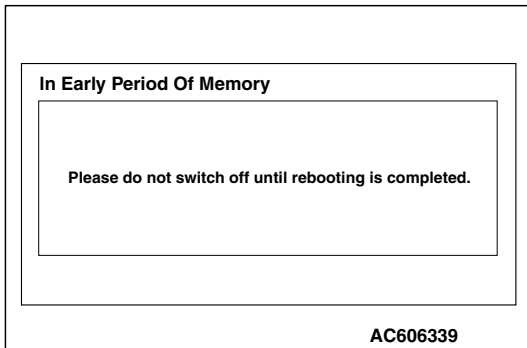 In Early Period Of Memory
Please do not switch off until rebooting is completed.
AC606339